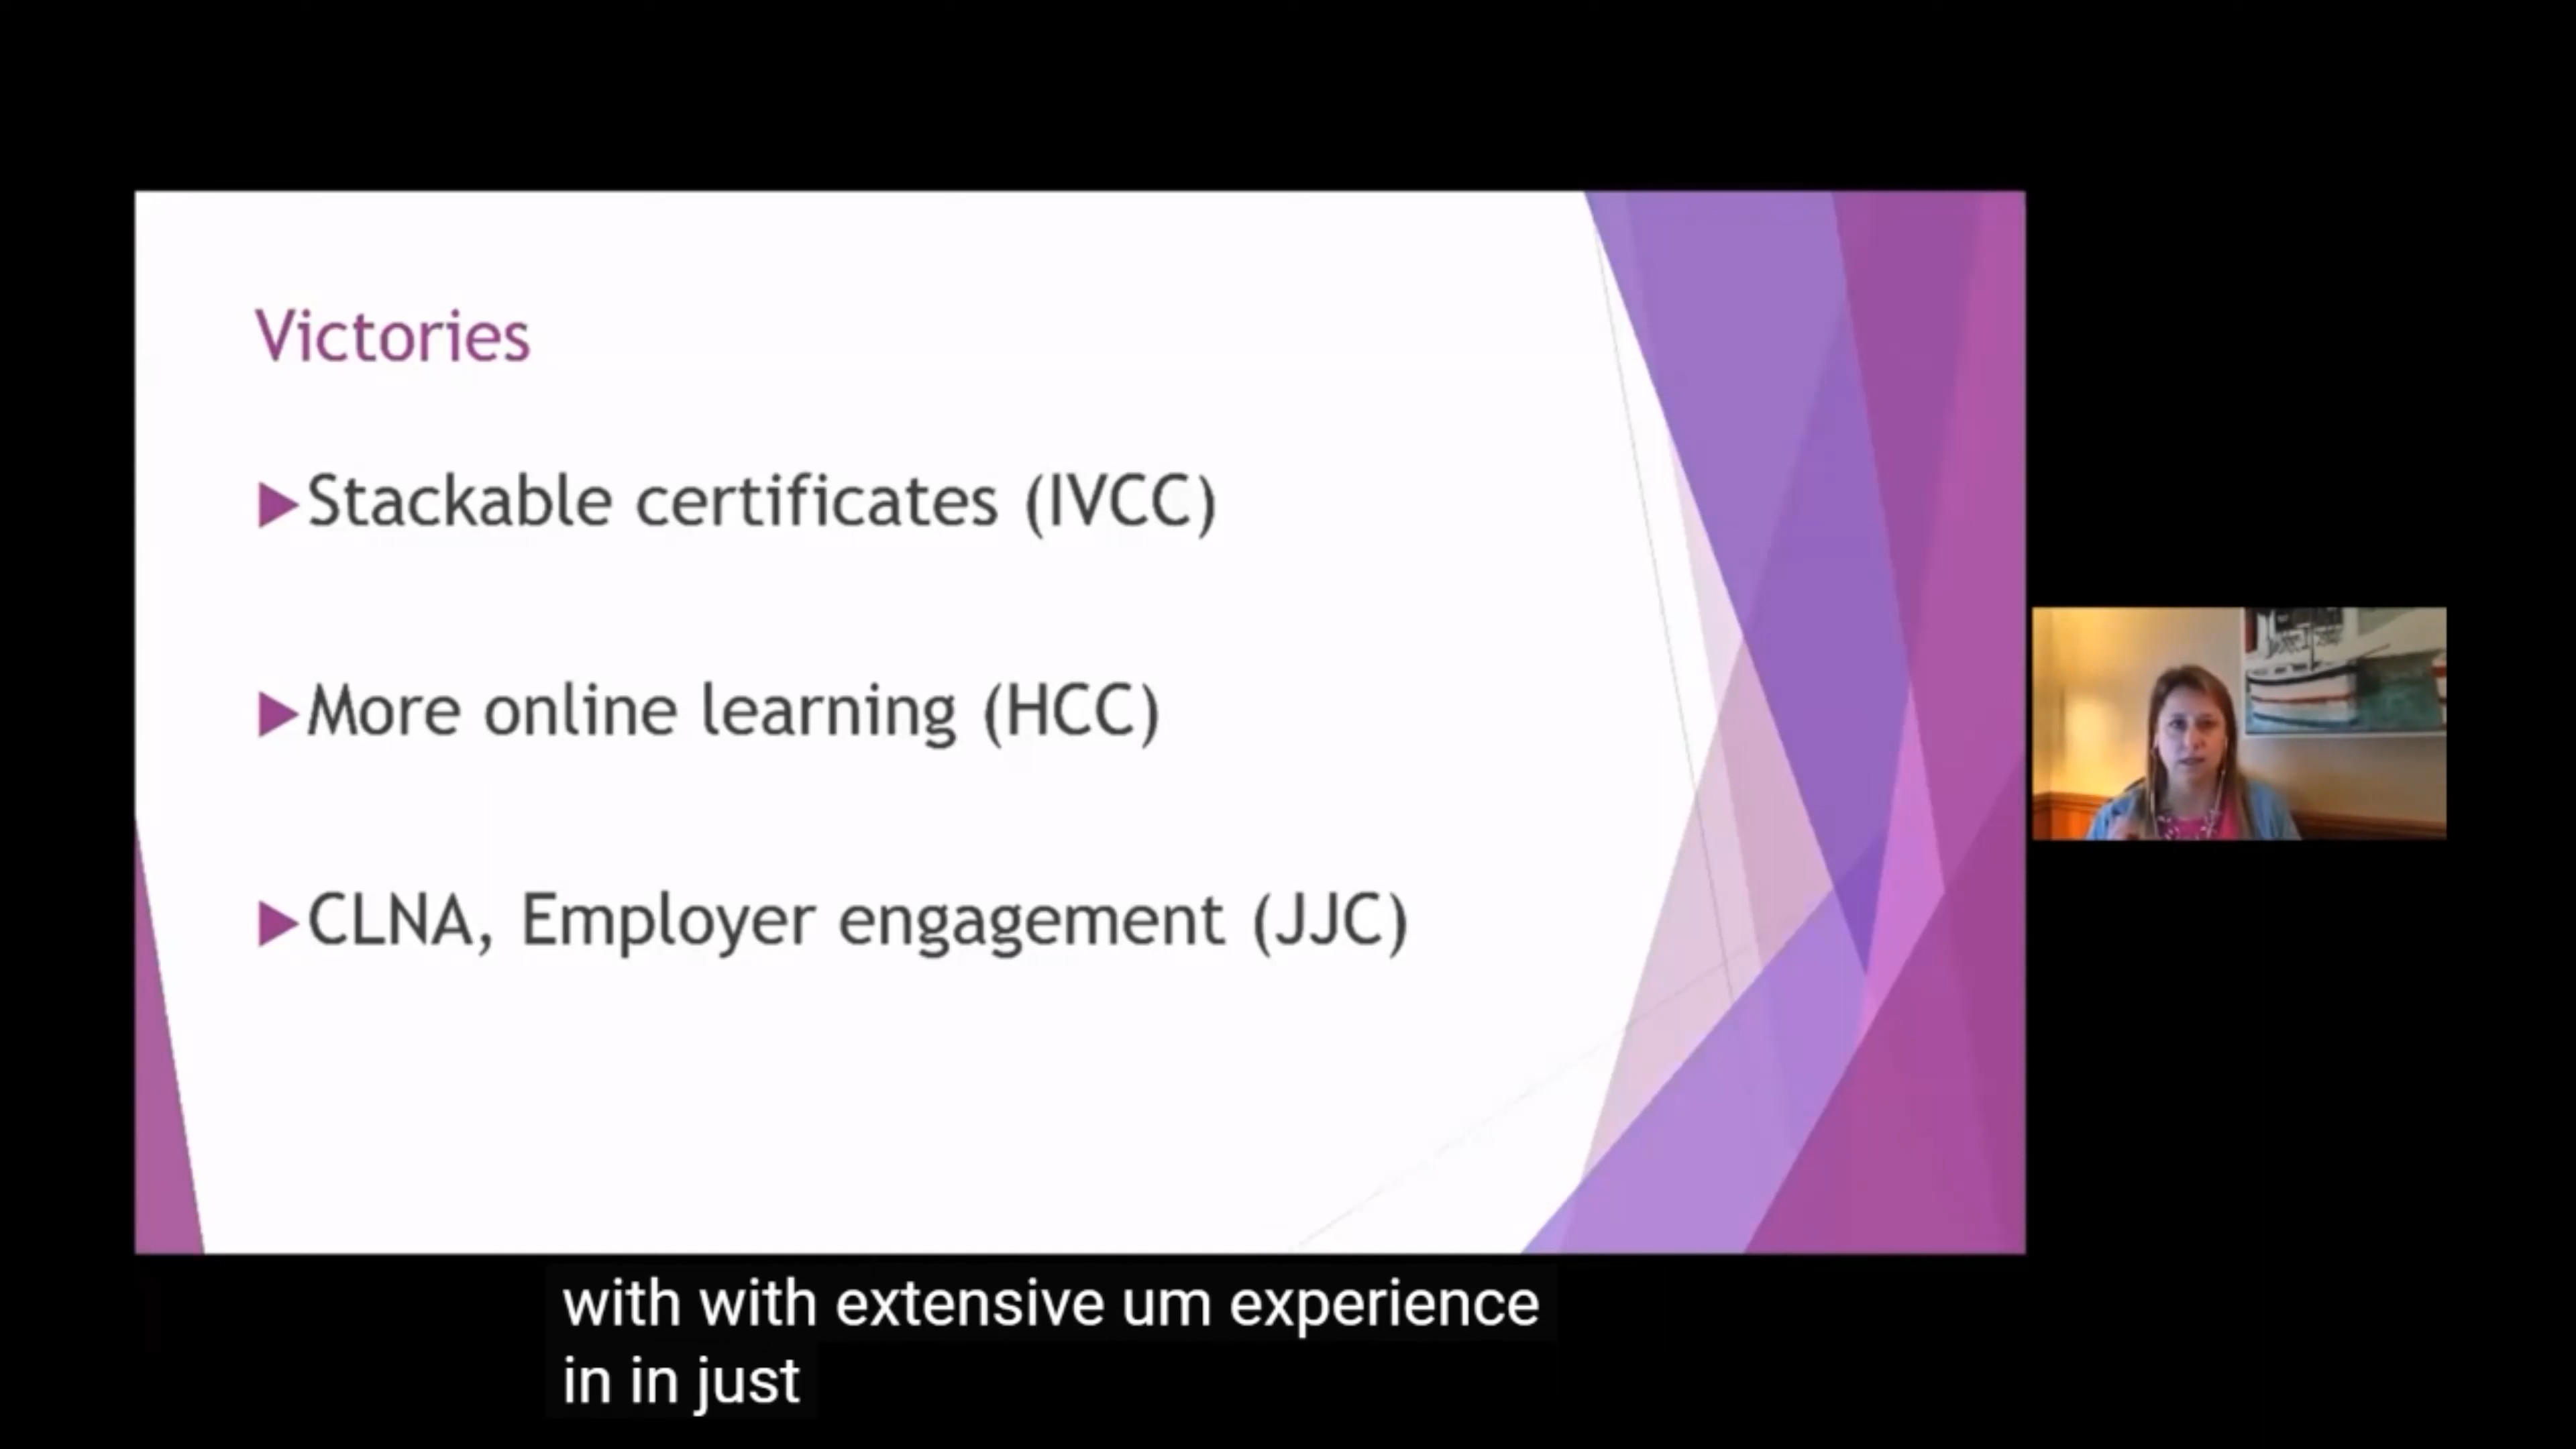 Victories
Stackable certificates (IVCC)
More online learning (HCC)
CLNA, Employer engagement (JJC)
with with extensive um experience
in in just